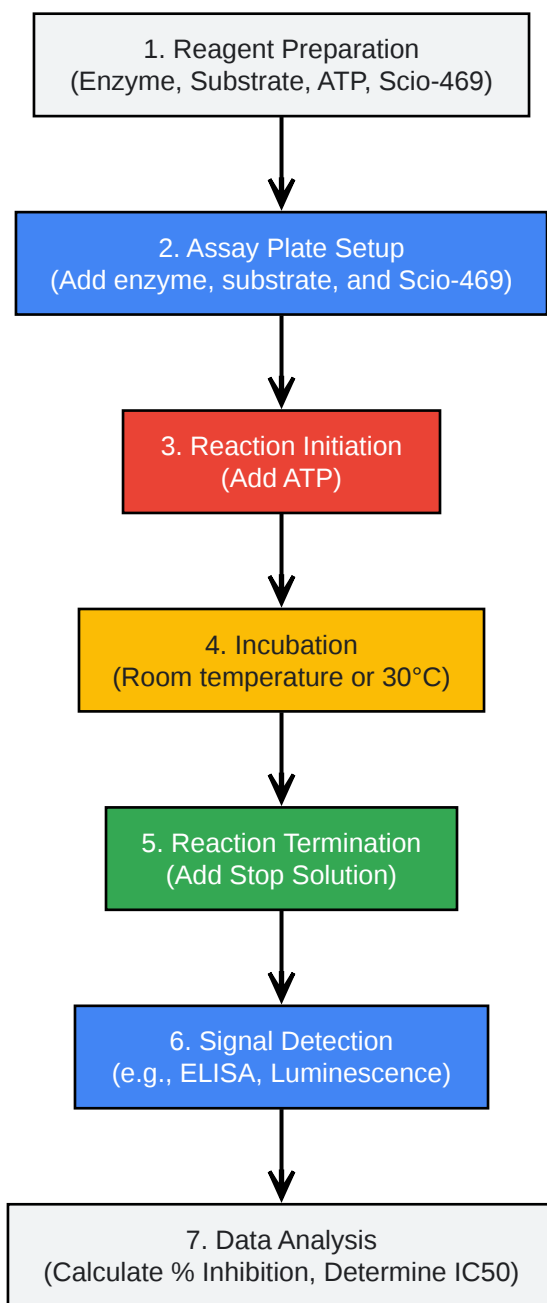 1. Reagent Preparation
(Enzyme, Substrate, ATP, Scio-469)
2. Assay Plate Setup
(Add enzyme, substrate, and Scio-469)
3. Reaction Initiation
(Add ATP)
4. Incubation
(Room temperature or 30°C)
5. Reaction Termination
(Add Stop Solution)
6. Signal Detection
(e.g., ELISA, Luminescence)
7. Data Analysis
(Calculate % Inhibition, Determine IC50)